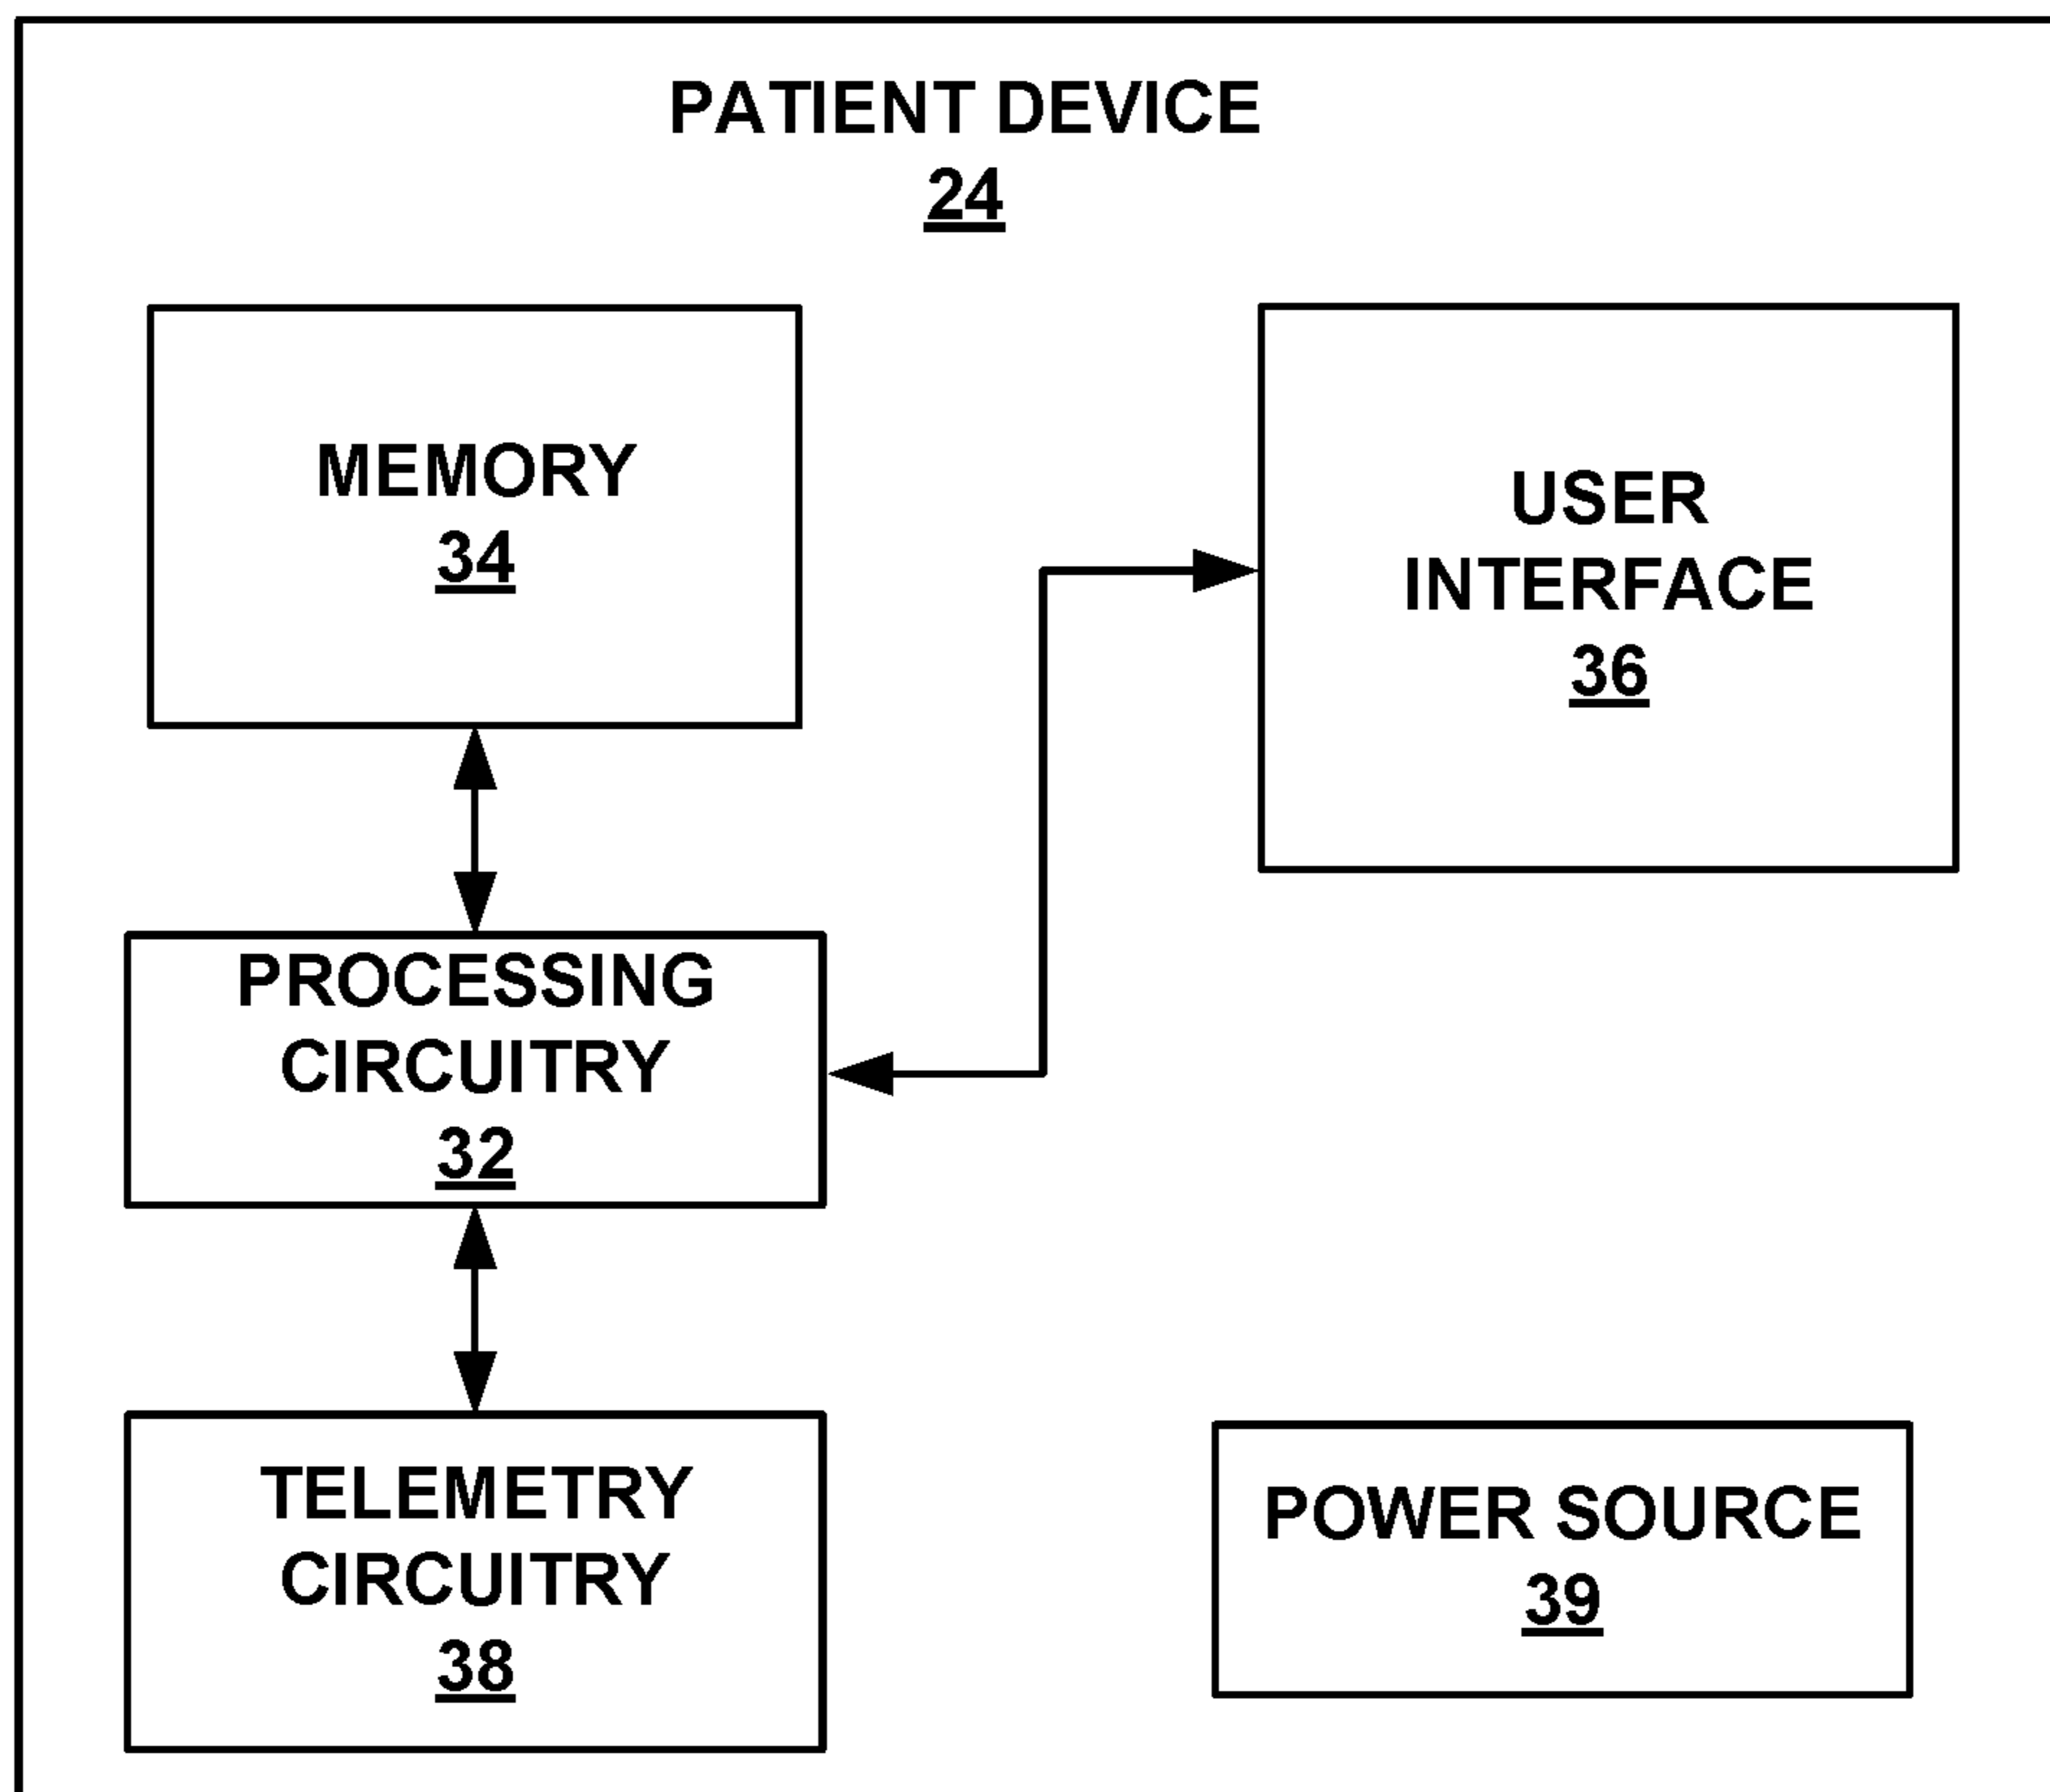 PATIENT DEVICE
24
MEMORY
34
USER
INTERFACE
36
PROCESSING
CIRCUITRY
32
TELEMETRY
CIRCUITRY
38
POWER SOURCE
39